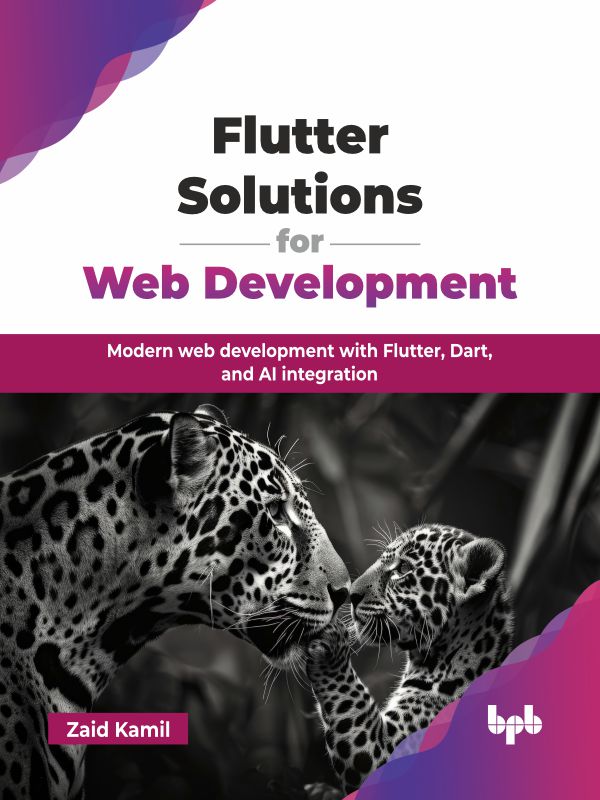 Flutter
Solutions
for
Web Development
Modern web development with Flutter, Dart,
and AI integration
Zaid Kamil
bpb